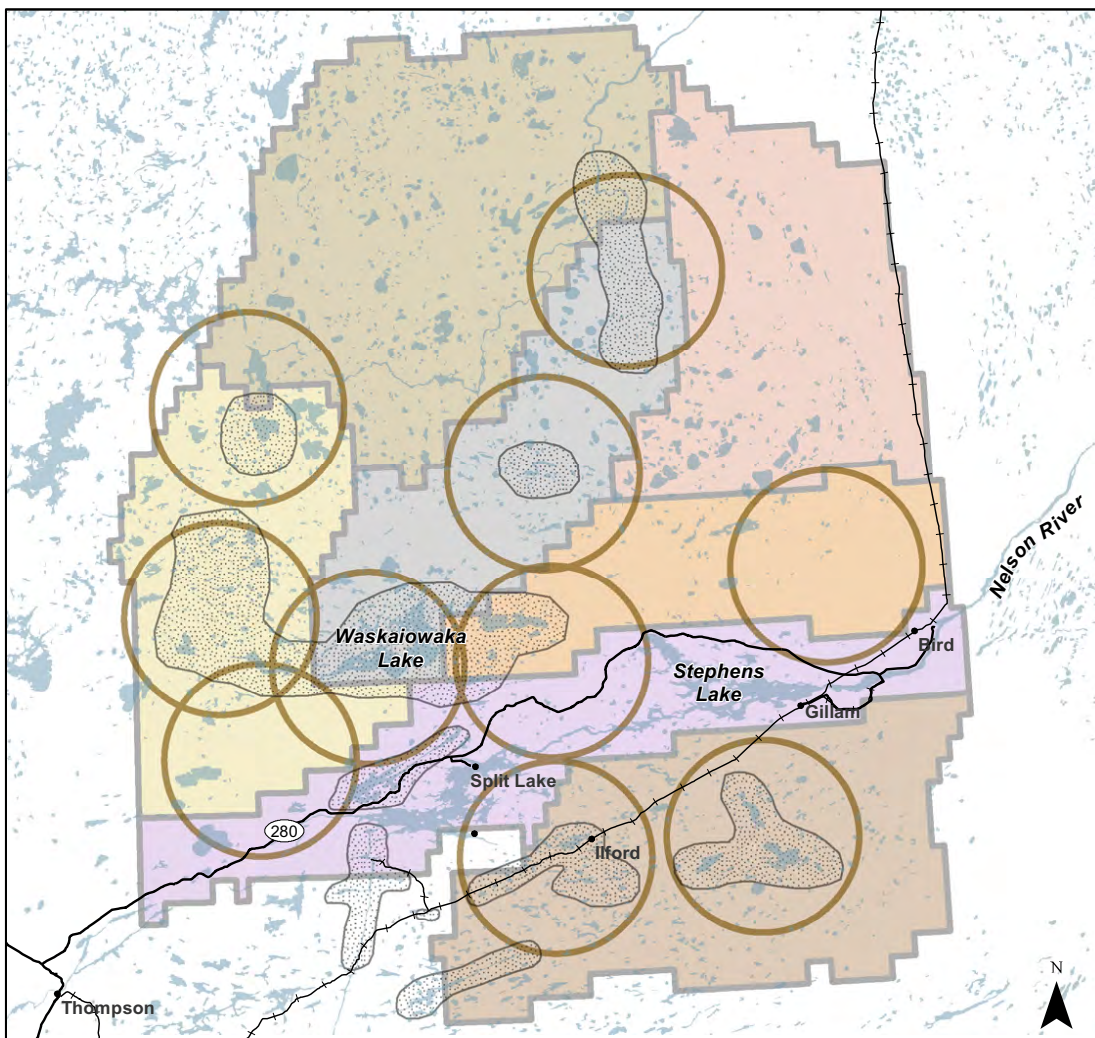 Nelson River
Bird
Waskaiowaka
Lake
Stephens
Lake
Gillam
Split Lake
280
Ilford
N
Thompson